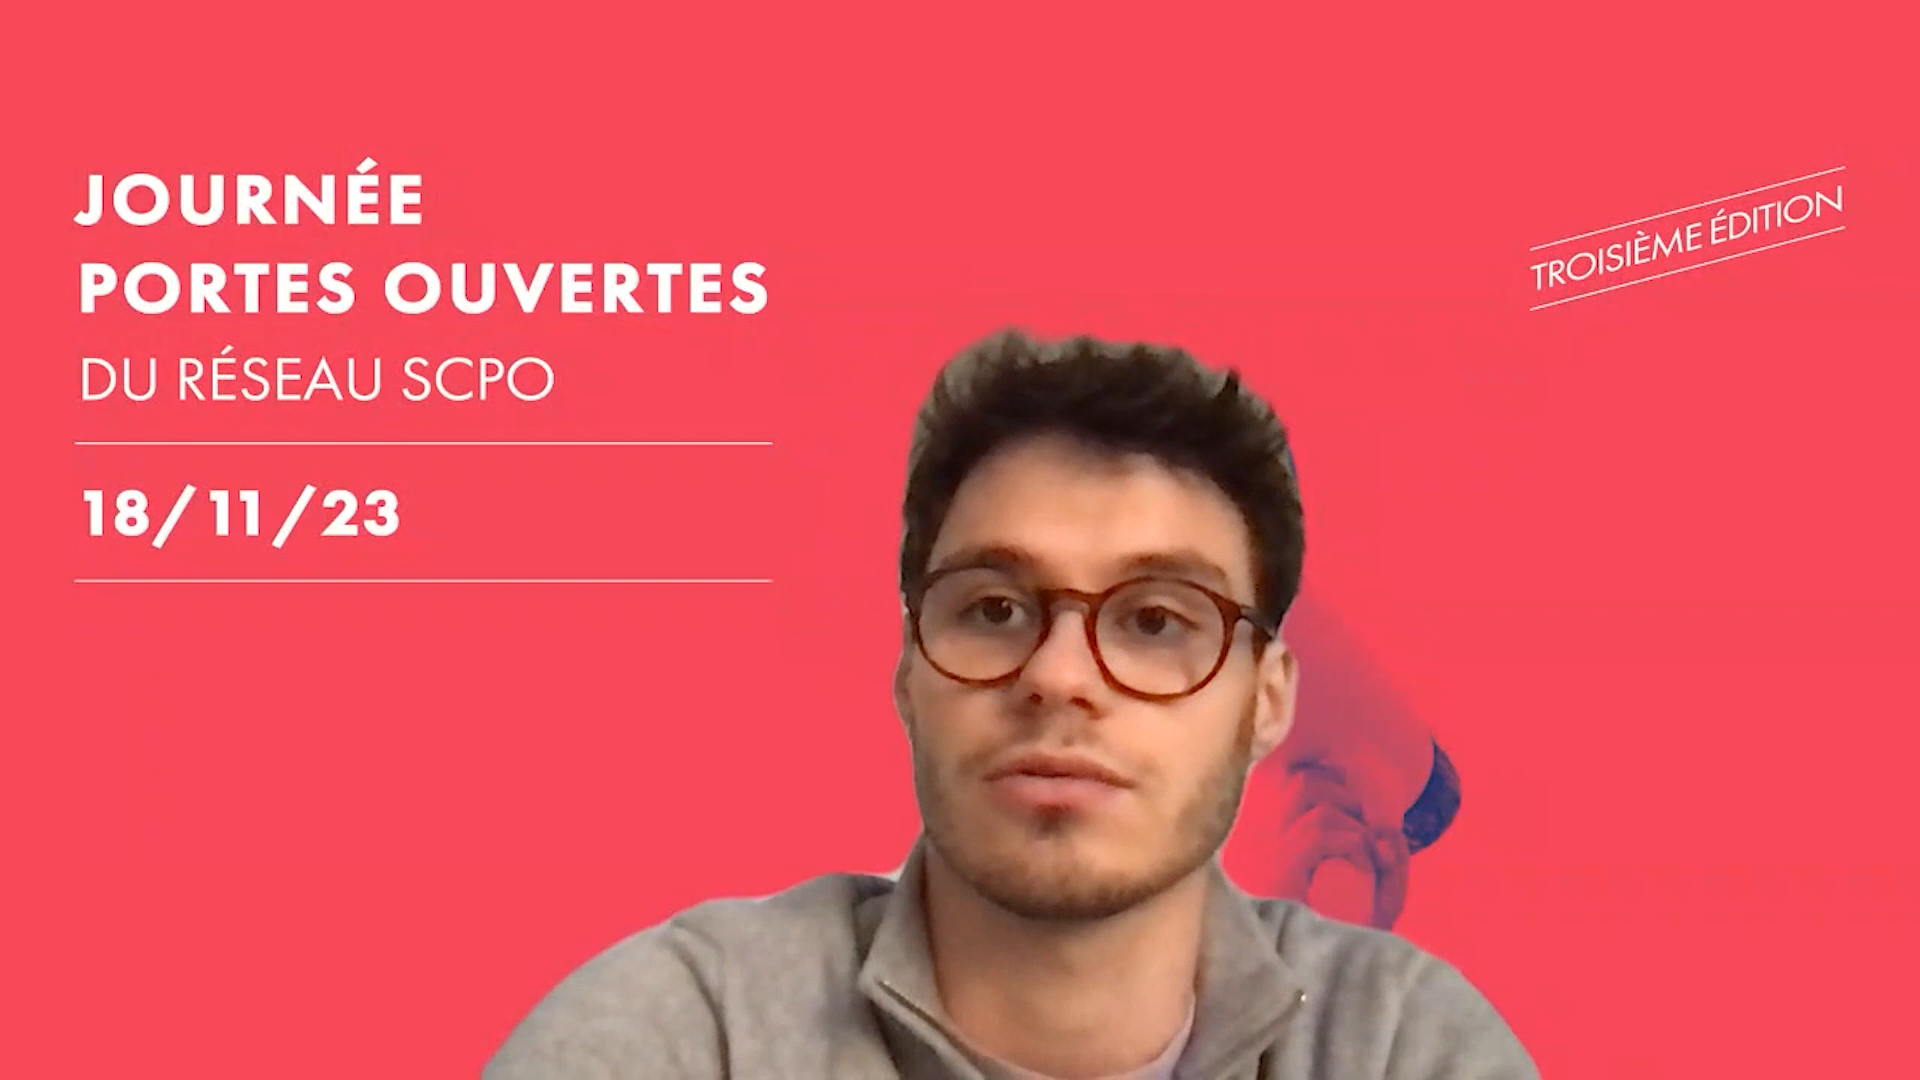 JOURNÉE
PORTES OUVERTES
DU RÉSEAU SCPO
18/11/23
TROISIÈME ÉDITION